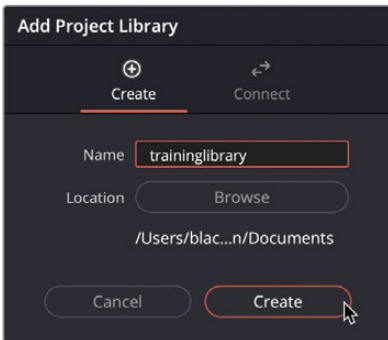 Add Project Library
Create Connect
Name traininglibrary
Location Browse
/Users/blac...n/Documents
Cancel Create